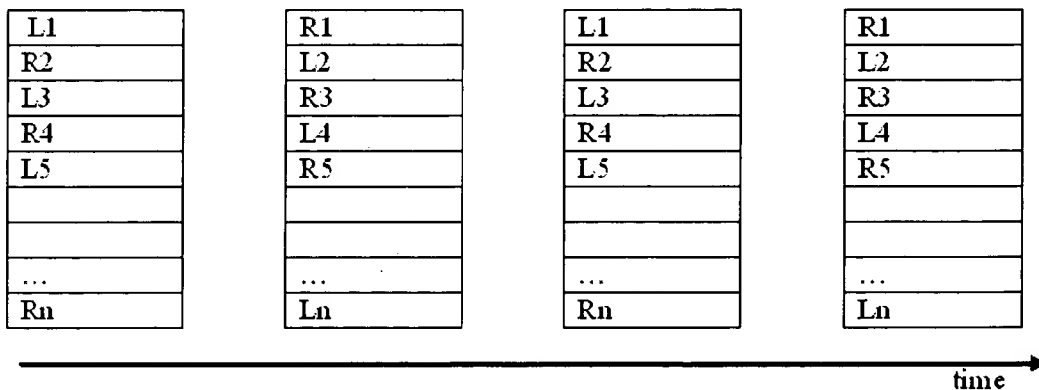 L1 R1 L1 R1
R2 L2 R2 L2
L3 R3 L3 R3
R4 L4 R4 L4
L5 R5 L5 R5
... ... ... ...
Rn Ln Rn Ln
time